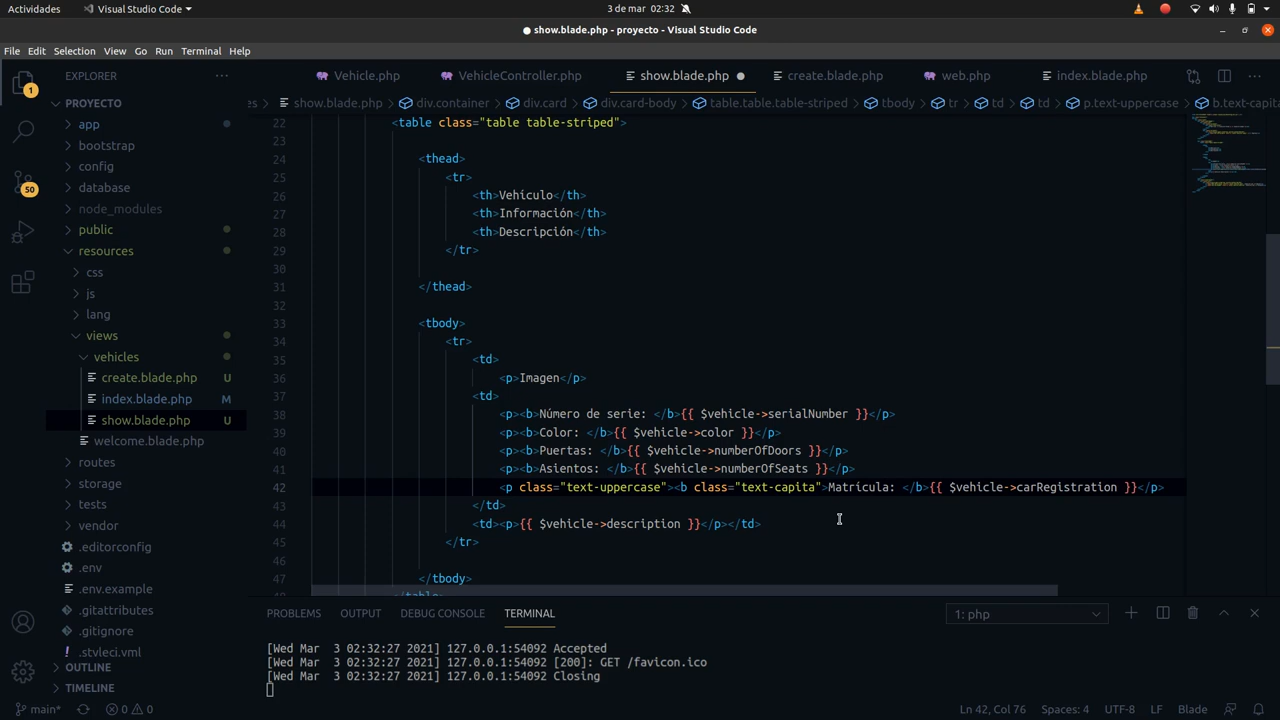 Actividades Visual Studio Code 3 de mar 02:32
show.blade.php - proyecto - Visual Studio Code
File Edit Selection View Go Run Terminal Help
1 EXPLORER Vehicle.php VehicleController.php show.blade.php create.blade.php web.php index.blade.php
PROYECTO es > show.blade.php > div.container > div.card > div.card-body > table.table.table-striped > tbody > tr > td > td > p.text-uppercase > b.text-capita
app
bootstrap
config
database
node_modules
public
resources
css
js
lang
views
vehicles
create.blade.php U
index.blade.php M
show.blade.php U
welcome.blade.php
routes
storage
tests
vendor
.editorconfig
.env
.env.example
.gitattributes
.gitignore
.styleci.yml
OUTLINE
TIMELINE
50
22 <table class="table table-striped">
23
24 <thead>
25 <tr>
26 <th>Vehículo</th>
27 <th>Información</th>
28 <th>Descripción</th>
29 </tr>
30
31 </thead>
32
33 <tbody>
34 <tr>
35 <td>
36 <p>Imagen</p>
37 <td>
38 <p><b>Número de serie: </b>{{ $vehicle->serialNumber }}</p>
39 <p><b>Color: </b>{{ $vehicle->color }}</p>
40 <p><b>Puertas: </b>{{ $vehicle->numberOfDoors }}</p>
41 <p><b>Asientos: </b>{{ $vehicle->numberOfSeats }}</p>
42 <p class="text-uppercase"><b class="text-capita">Matrícula: </b>{{ $vehicle->carRegistration }}</p>
43 </td>
44 <td><p>{{ $vehicle->description }}</p></td>
45 </tr>
46
47 </tbody>
48 </table>
PROBLEMS OUTPUT DEBUG CONSOLE TERMINAL 1: php
[Wed Mar 3 02:32:27 2021] 127.0.0.1:54092 Accepted
[Wed Mar 3 02:32:27 2021] 127.0.0.1:54092 [200]: GET /favicon.ico
[Wed Mar 3 02:32:27 2021] 127.0.0.1:54092 Closing
main* 0 0 Ln 42, Col 76 Spaces: 4 UTF-8 LF Blade